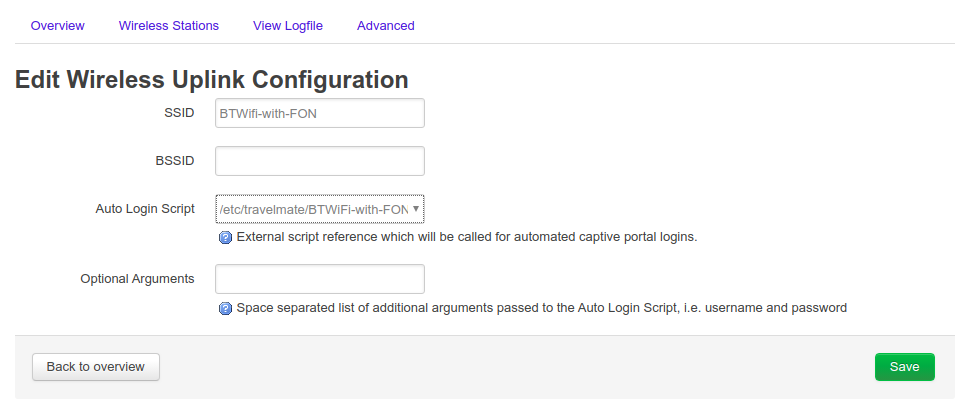 Overview Wireless Stations View Logfile Advanced
Edit Wireless Uplink Configuration
SSID BTWifi-with-FON
BSSID
Auto Login Script /etc/travelmate/BTWiFi-with-FON
External script reference which will be called for automated captive portal logins.
Optional Arguments
Space separated list of additional arguments passed to the Auto Login Script, i.e. username and password
Back to overview Save